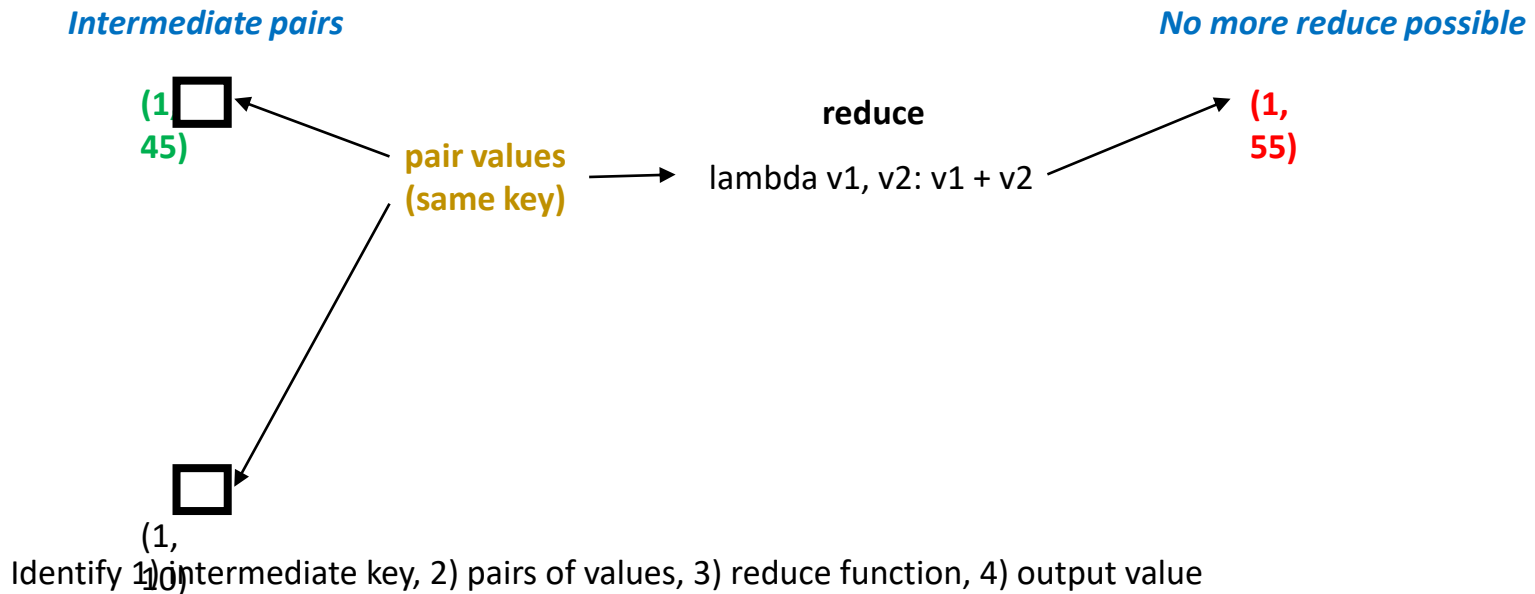 Intermediate pairs
No more reduce possible
(1,
45)
pair values
(same key)
reduce
lambda v1, v2: v1 + v2
(1,
55)
(1,
10)
Identify 1) intermediate key, 2) pairs of values, 3) reduce function, 4) output value